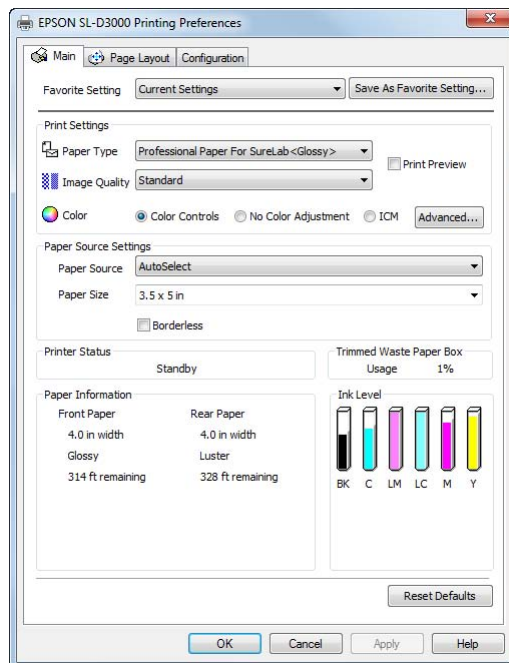 EPSON SL-D3000 Printing Preferences
Main Page Layout Configuration
Favorite Setting Current Settings Save As Favorite Setting...
Print Settings
Paper Type Professional Paper For SureLab<Glossy> Print Preview
Image Quality Standard
Color Color Controls No Color Adjustment ICM Advanced...
Paper Source Settings
Paper Source AutoSelect
Paper Size 3.5 x 5 in
Borderless
Printer Status
Standby
Trimmed Waste Paper Box
Usage 1%
Paper Information
Front Paper Rear Paper
4.0 in width 4.0 in width
Glossy Luster
314 ft remaining 328 ft remaining
Ink Level
BK C LM LC M Y
Reset Defaults
OK Cancel Apply Help